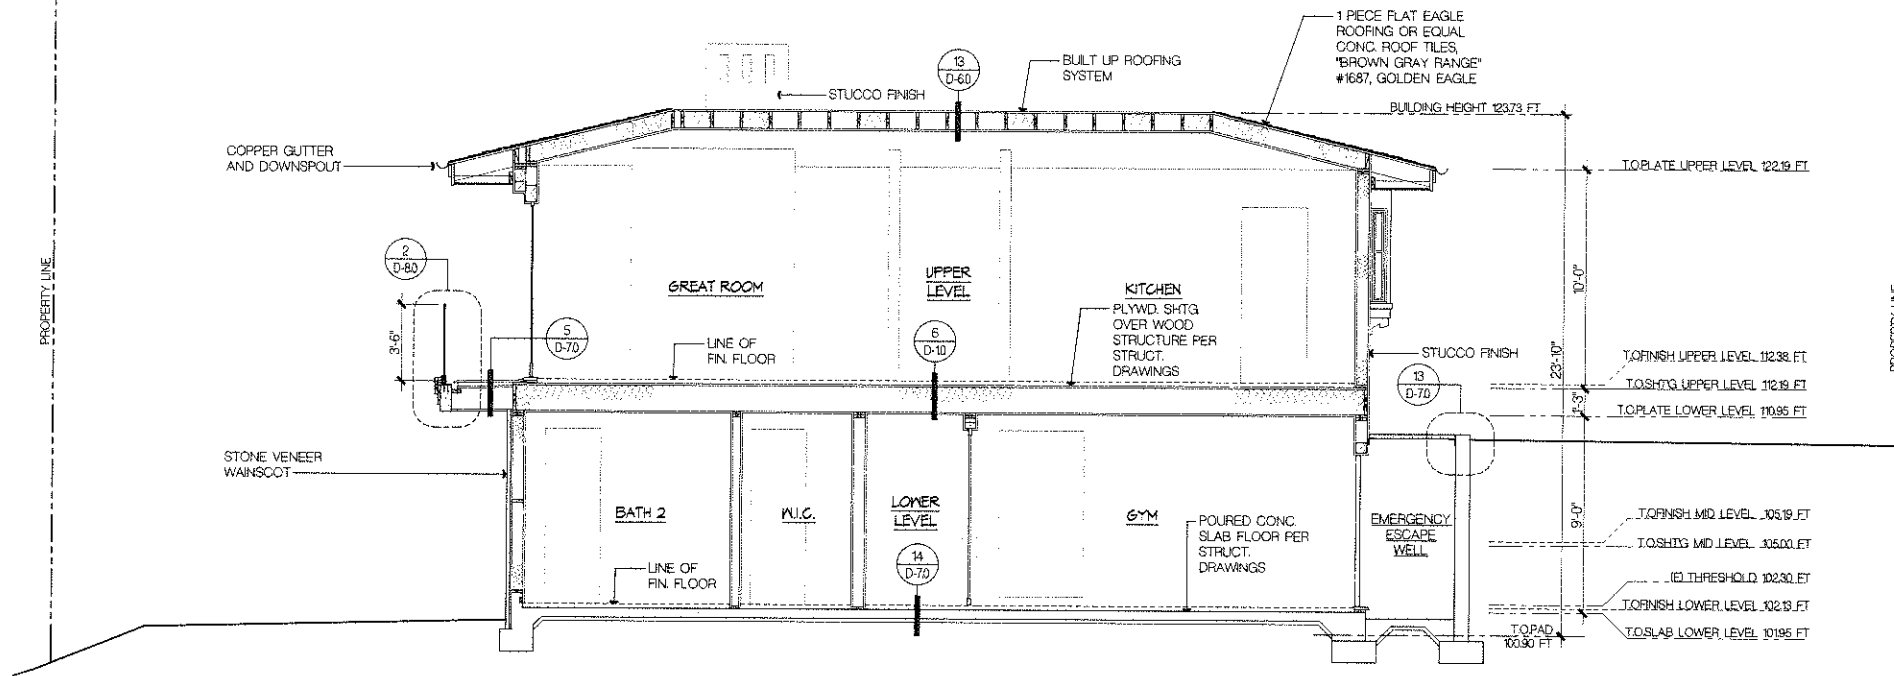 1 PIECE FLAT EAGLE
ROOFING OR EQUAL
CONC. ROOF TILES,
"BROWN GRAY RANGE"
#1687, GOLDEN EAGLE
13
D-6.0
BUILT UP ROOFING
SYSTEM
STUCCO FINISH
BUILDING HEIGHT 123.73 FT
COPPER GUTTER
AND DOWNSPOUT
T.O.PLATE UPPER LEVEL 122.19 FT
PROPERTY LINE
2
D-8.0
3'-6"
5
D-7.0
GREAT ROOM
UPPER
LEVEL
KITCHEN
PLYWD. SHTG.
OVER WOOD
STRUCTURE PER
STRUCT.
DRAWINGS
LINE OF
FIN. FLOOR
6
D-1.0
STUCCO FINISH
13
D-7.0
10'-0"
23'-10"
1'-3"
9'-0"
PROPERTY LINE
T.O.FINISH UPPER LEVEL 112.38 FT
T.O.SHTG UPPER LEVEL 112.19 FT
T.O.PLATE LOWER LEVEL 110.95 FT
STONE VENEER
WAINSCOT
BATH 2
W.I.C.
LOWER
LEVEL
GYM
POURED CONC.
SLAB FLOOR PER
STRUCT.
DRAWINGS
EMERGENCY
ESCAPE
WELL
LINE OF
FIN. FLOOR
14
D-7.0
T.O.FINISH MID LEVEL 105.19 FT
T.O.SHTG MID LEVEL 105.00 FT
(E) THRESHOLD 102.30 FT
T.O.FINISH LOWER LEVEL 102.13 FT
T.O.SLAB LOWER LEVEL 101.95 FT
T.O.PAD
100.90 FT